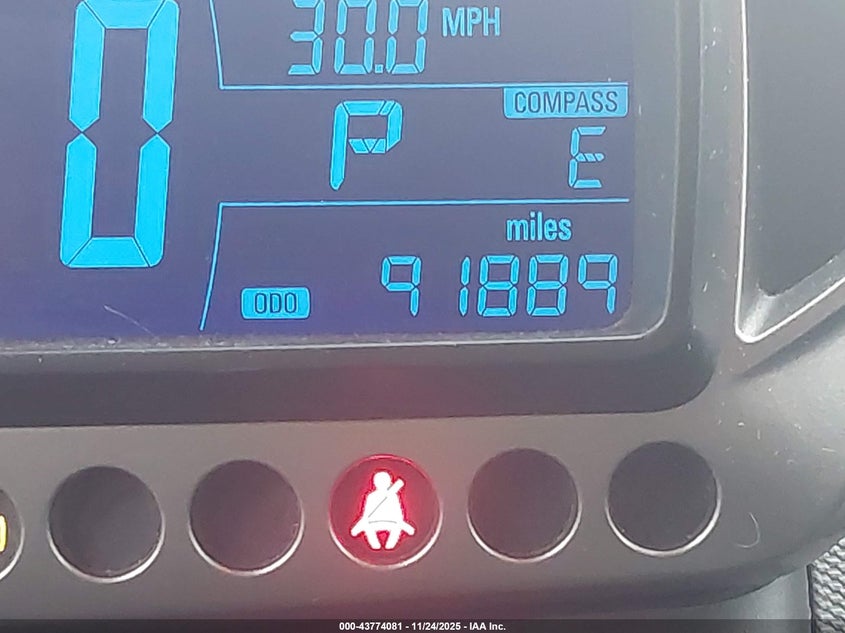 0
30.0 MPH
COMPASS
P E
miles
ODO 91889
000-43774081 - 11/24/2025 - IAA Inc.